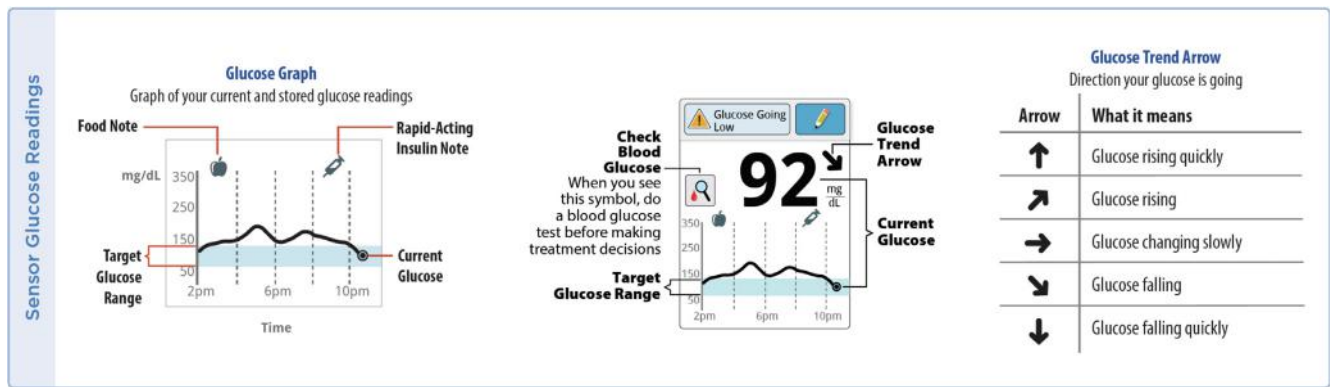 Sensor Glucose Readings
Glucose Graph
Graph of your current and stored glucose readings
Food Note
Rapid-Acting
Insulin Note
mg/dL
350
250
150
50
Target
Glucose
Range
Current
Glucose
2pm
6pm
10pm
Time
Check
Blood
Glucose
When you see
this symbol, do
a blood glucose
test before making
treatment decisions
Target
Glucose Range
Glucose Going
Low
92
mg
dL
350
250
150
50
2pm
6pm
10pm
Glucose
Trend
Arrow
Current
Glucose
Glucose Trend Arrow
Direction your glucose is going
Arrow What it means
Glucose rising quickly
Glucose rising
Glucose changing slowly
Glucose falling
Glucose falling quickly